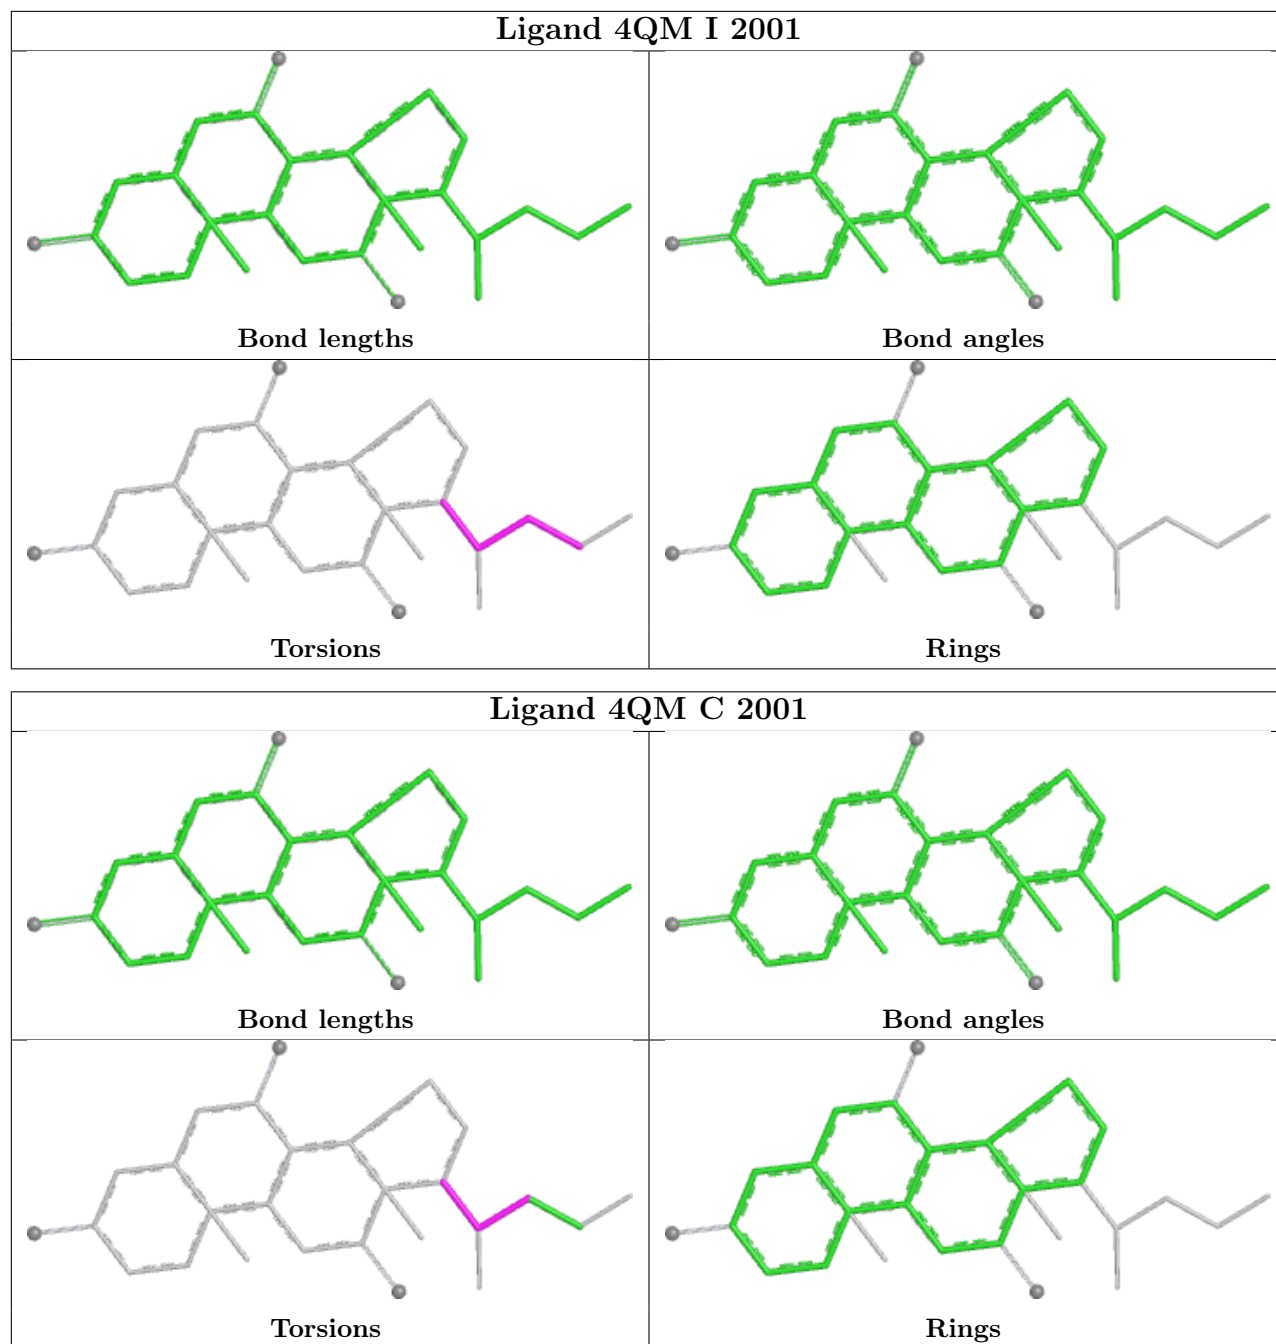 Ligand 4QM I 2001
Bond lengths
Bond angles
Torsions
Rings
Ligand 4QM C 2001
Bond lengths
Bond angles
Torsions
Rings